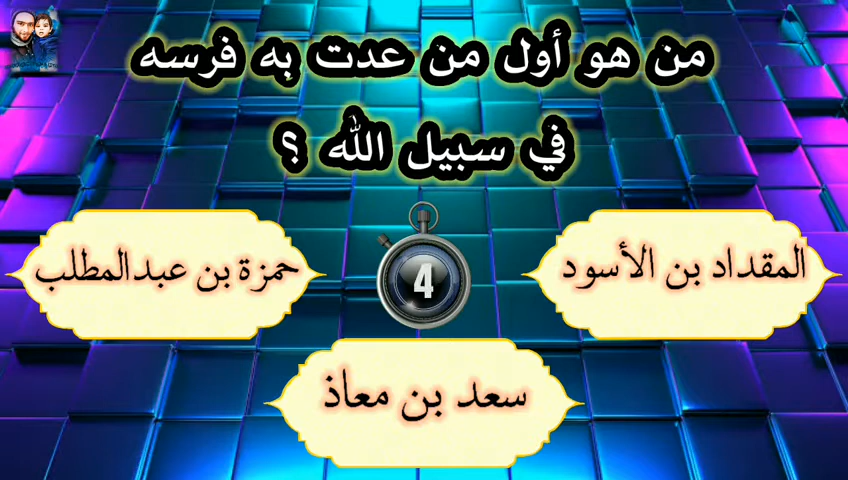 من هو أول من عدت به فرسه
في سبيل الله ؟
المقداد بن الأسود
حمزة بن عبدالمطلب
4
سعد بن معاذ